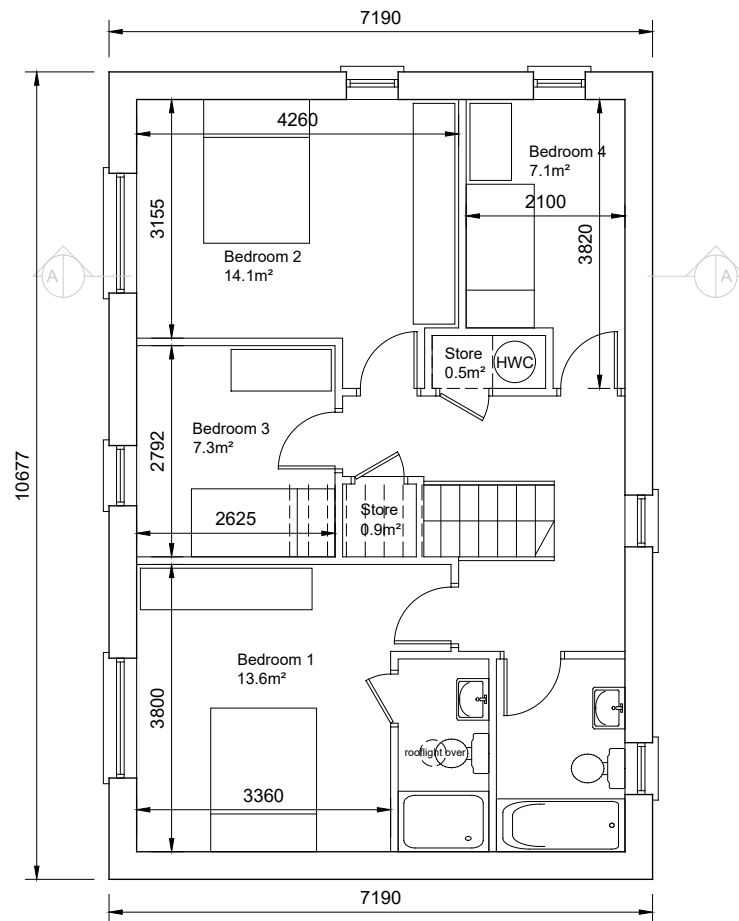 7190
4260
Bedroom 4
7.1m²
2100
3155
3820
Bedroom 2
14.1m²
A
A
Store
0.5m²
HWC
Bedroom 3
7.3m²
2792
10677
2625
Store
0.9m²
Bedroom 1
13.6m²
3800
rooflight over
3360
7190